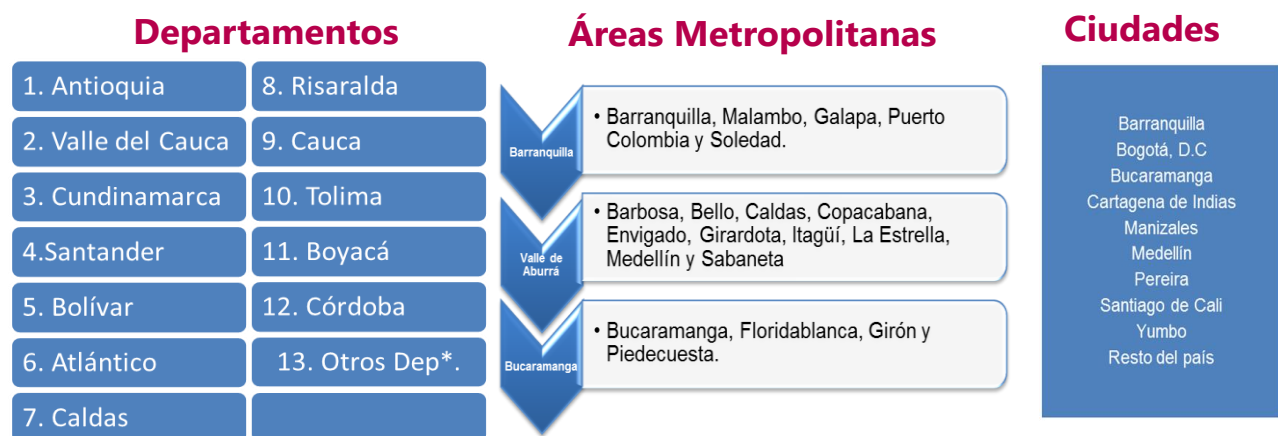 Departamentos
1. Antioquia
2. Valle del Cauca
3. Cundinamarca
4.Santander
5. Bolívar
6. Atlántico
7. Caldas
8. Risaralda
9. Cauca
10. Tolima
11. Boyacá
12. Córdoba
13. Otros Dep*.
Áreas Metropolitanas
Barranquilla
• Barranquilla, Malambo, Galapa, Puerto
Colombia y Soledad.
Valle de
Aburrá
• Barbosa, Bello, Caldas, Copacabana,
Envigado, Girardota, Itagüí, La Estrella,
Medellín y Sabaneta
Bucaramanga
• Bucaramanga, Floridablanca, Girón y
Piedecuesta.
Ciudades
Barranquilla
Bogotá, D.C
Bucaramanga
Cartagena de Indias
Manizales
Medellín
Pereira
Santiago de Cali
Yumbo
Resto del país